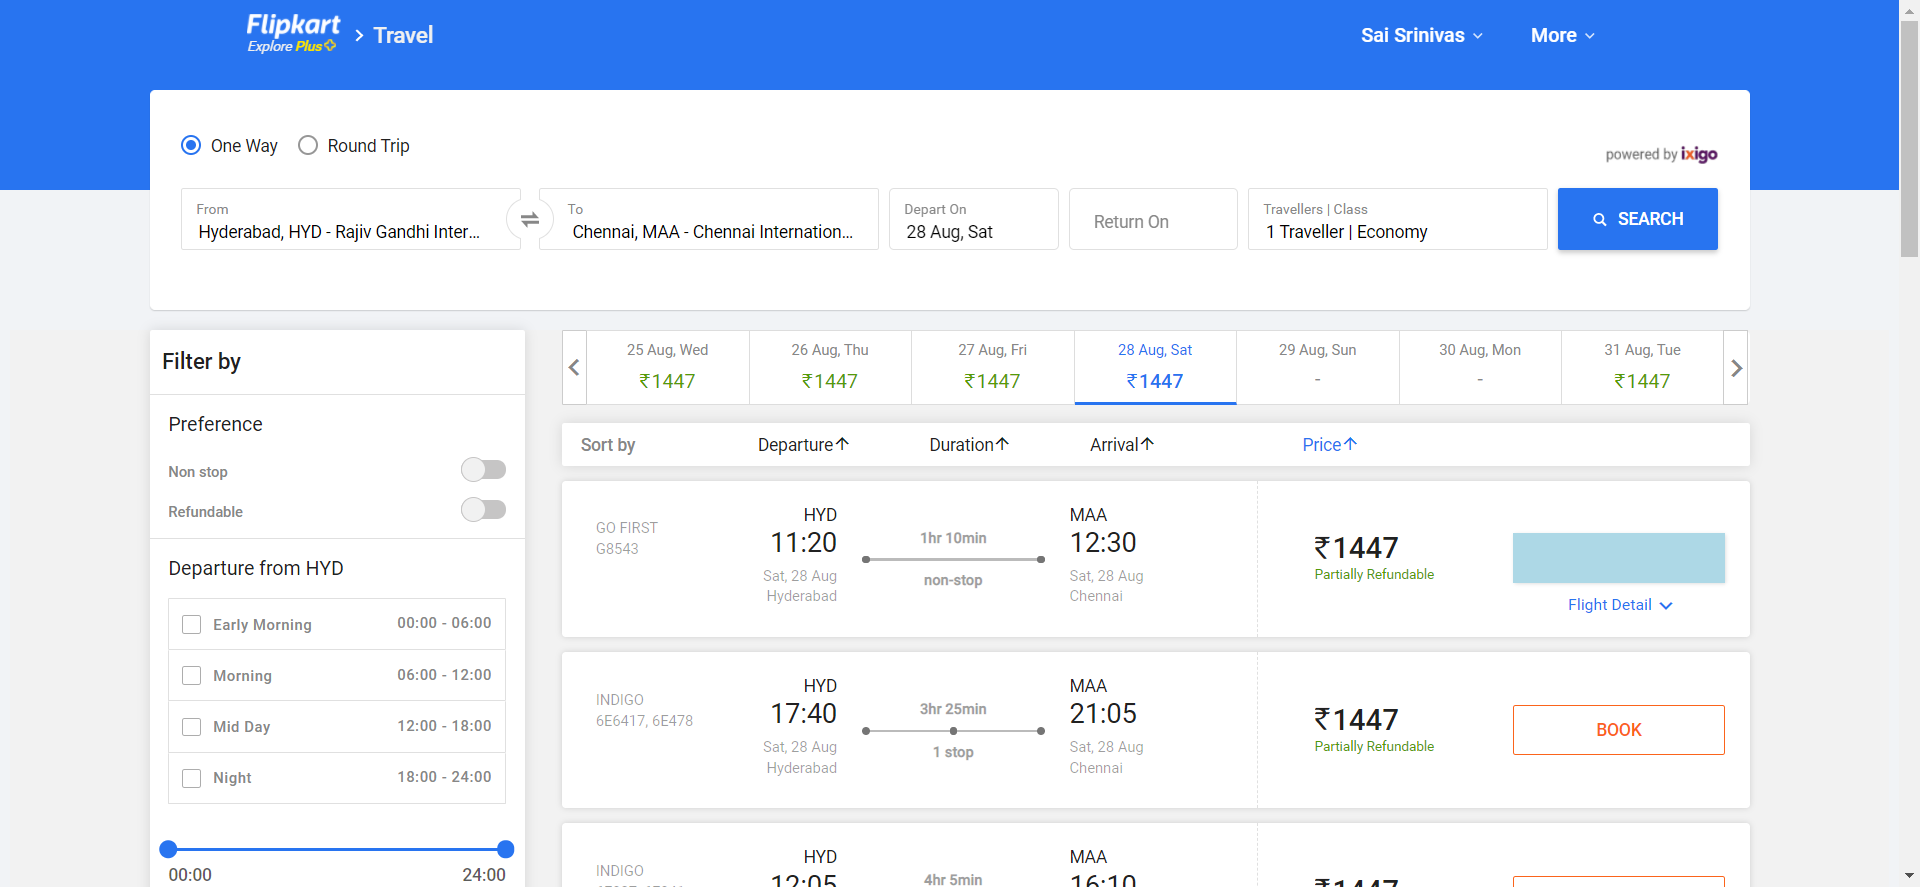 Flipkart
Explore Plus
Travel
Sai Srinivas
More
One Way
Round Trip
powered by ixigo
From
Hyderabad, HYD - Rajiv Gandhi Inter...
To
Chennai, MAA - Chennai Internation...
Depart On
28 Aug, Sat
Return On
Travellers | Class
1 Traveller | Economy
SEARCH
Filter by
Preference
Non stop
Refundable
Departure from HYD
Early Morning 00:00 - 06:00
Morning 06:00 - 12:00
Mid Day 12:00 - 18:00
Night 18:00 - 24:00
00:00 24:00
25 Aug, Wed
₹1447
26 Aug, Thu
₹1447
27 Aug, Fri
₹1447
28 Aug, Sat
₹1447
29 Aug, Sun
-
30 Aug, Mon
-
31 Aug, Tue
₹1447
Sort by Departure↑ Duration↑ Arrival↑ Price↑
GO FIRST
G8543
HYD
11:20
Sat, 28 Aug
Hyderabad
1hr 10min
non-stop
MAA
12:30
Sat, 28 Aug
Chennai
₹1447
Partially Refundable
Flight Detail
INDIGO
6E6417, 6E478
HYD
17:40
Sat, 28 Aug
Hyderabad
3hr 25min
1 stop
MAA
21:05
Sat, 28 Aug
Chennai
₹1447
Partially Refundable
BOOK
INDIGO
HYD
12:05
4hr 5min
MAA
16:10
₹1447